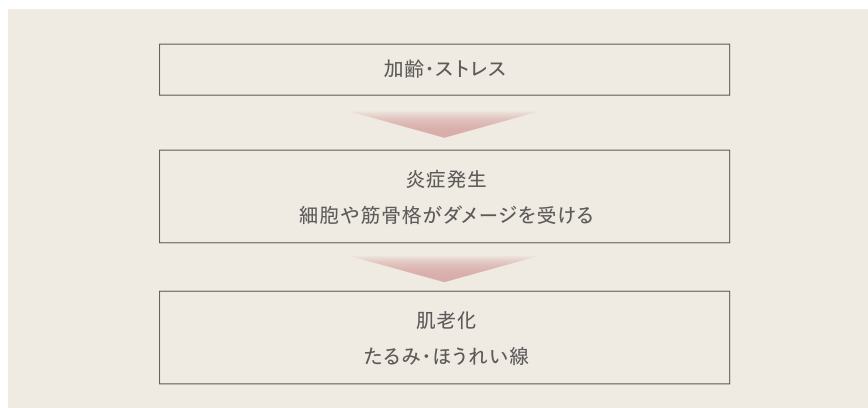 加齢・ストレス
炎症発生
細胞や筋骨格がダメージを受ける
肌老化
たるみ・ほうれい線